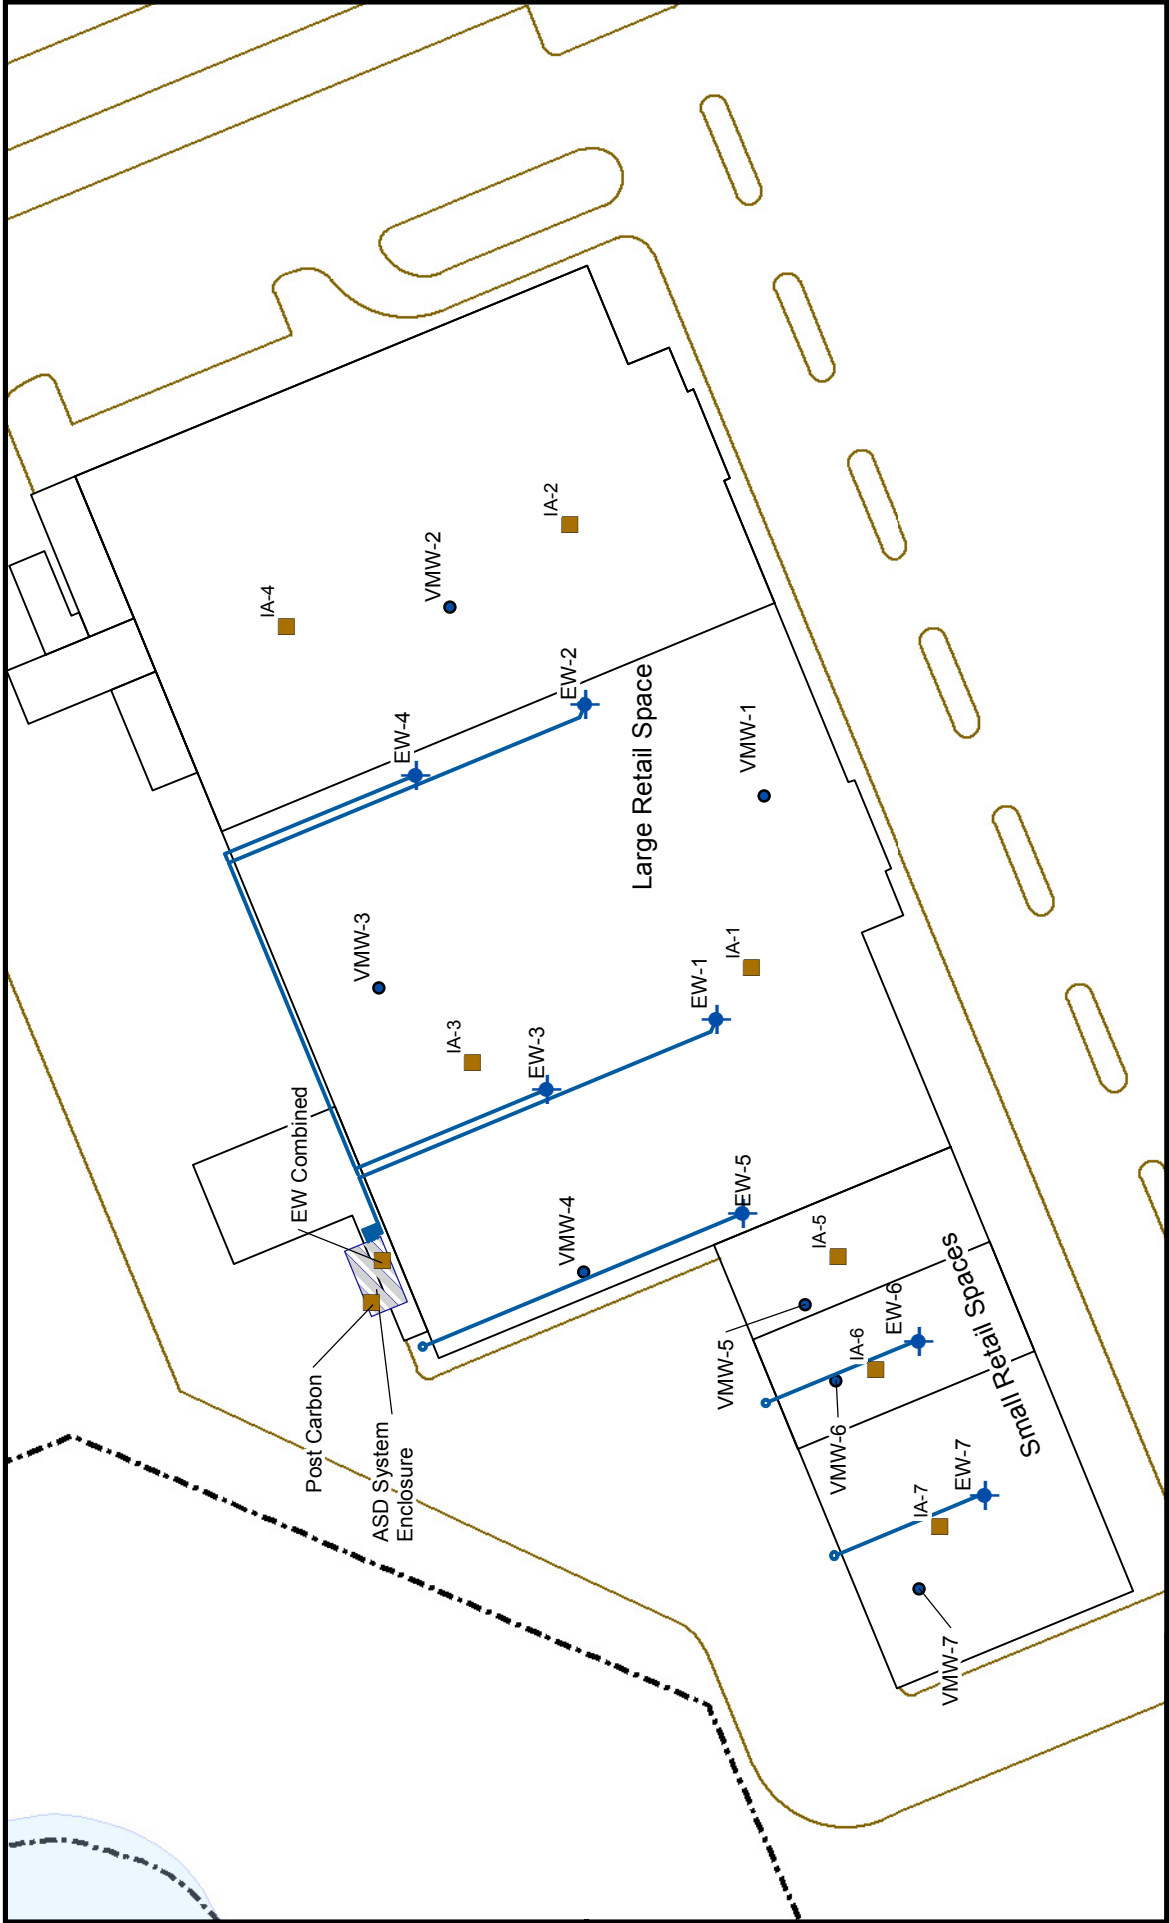 IA-4
VMW-2
IA-2
EW-4
EW-2
Large Retail Space
VMW-1
VMW-3
IA-1
EW-1
IA-3
EW-3
EW Combined
EW-5
VMW-4
IA-5
Post Carbon
ASD System
Enclosure
VMW-5
IA-6
EW-6
Small Retail Spaces
VMW-6
EW-7
IA-7
VMW-7